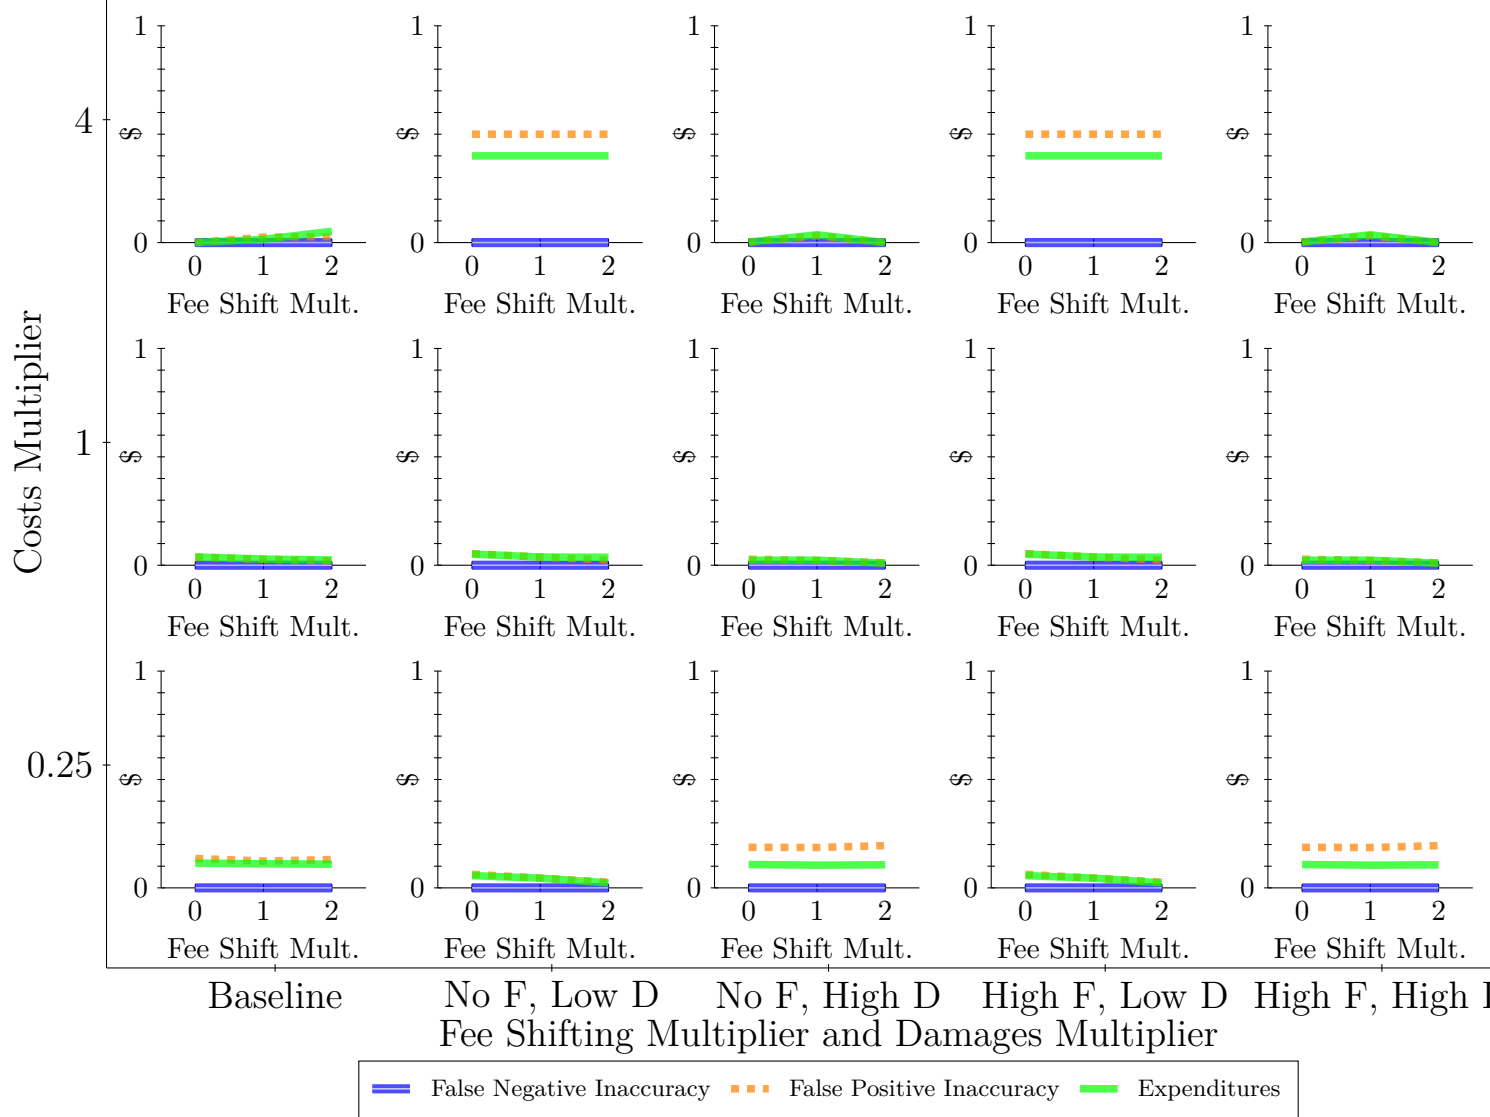 Costs Multiplier
4
1
$
0
0 1 2
Fee Shift Mult.
1
$
0
0 1 2
Fee Shift Mult.
1
$
0
0 1 2
Fee Shift Mult.
1
$
0
0 1 2
Fee Shift Mult.
1
$
0
0 1 2
Fee Shift Mult.
1
1
$
0
0 1 2
Fee Shift Mult.
1
$
0
0 1 2
Fee Shift Mult.
1
$
0
0 1 2
Fee Shift Mult.
1
$
0
0 1 2
Fee Shift Mult.
1
$
0
0 1 2
Fee Shift Mult.
0.25
1
$
0
0 1 2
Fee Shift Mult.
1
$
0
0 1 2
Fee Shift Mult.
1
$
0
0 1 2
Fee Shift Mult.
1
$
0
0 1 2
Fee Shift Mult.
1
$
0
0 1 2
Fee Shift Mult.
Baseline
No F, Low D
No F, High D
High F, Low D
High F, High
Fee Shifting Multiplier and Damages Multiplier
False Negative Inaccuracy
False Positive Inaccuracy
Expenditures